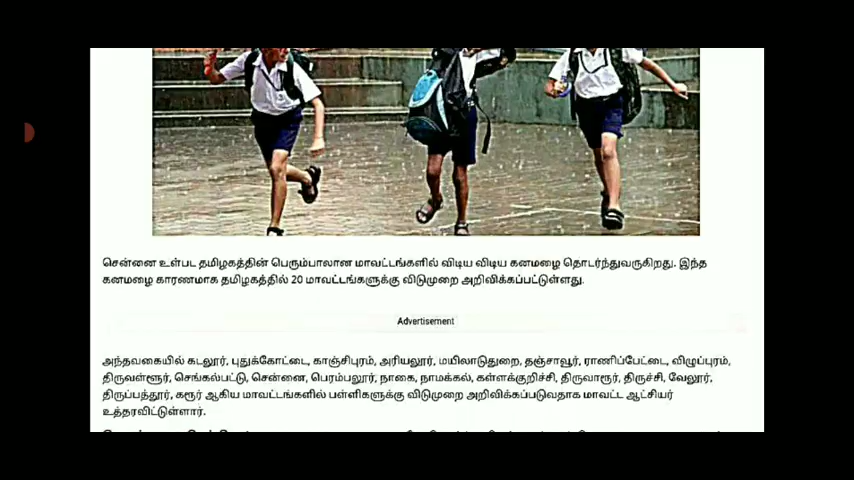 சென்னை உள்பட தமிழகத்தின் பெரும்பாலான மாவட்டங்களில் விடிய விடிய கனமழை தொடர்ந்துவருகிறது. இந்த
கனமழை காரணமாக தமிழகத்தில் 20 மாவட்டங்களுக்கு விடுமுறை அறிவிக்கப்பட்டுள்ளது.
Advertisement
அந்தவகையில் கடலூர், புதுக்கோட்டை, காஞ்சிபுரம், அரியலூர், மயிலாடுதுறை, தஞ்சாவூர், ராணிப்பேட்டை, விழுப்புரம்,
திருவள்ளூர், செங்கல்பட்டு, சென்னை, பெரம்பலூர், நாகை, நாமக்கல், கள்ளக்குறிச்சி, திருவாரூர், திருச்சி, வேலூர்,
திருப்பத்தூர், கரூர் ஆகிய மாவட்டங்களில் பள்ளிகளுக்கு விடுமுறை அறிவிக்கப்படுவதாக மாவட்ட ஆட்சியர்
உத்தரவிட்டுள்ளார்.